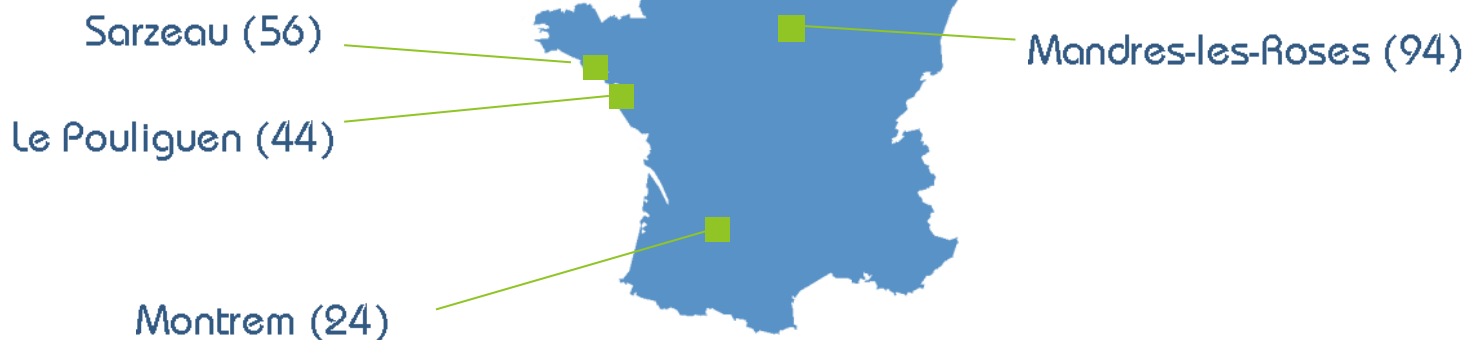 Sarzeau (56)
Mandres-les-Roses (94)
Le Pouliguen (44)
Montrem (24)